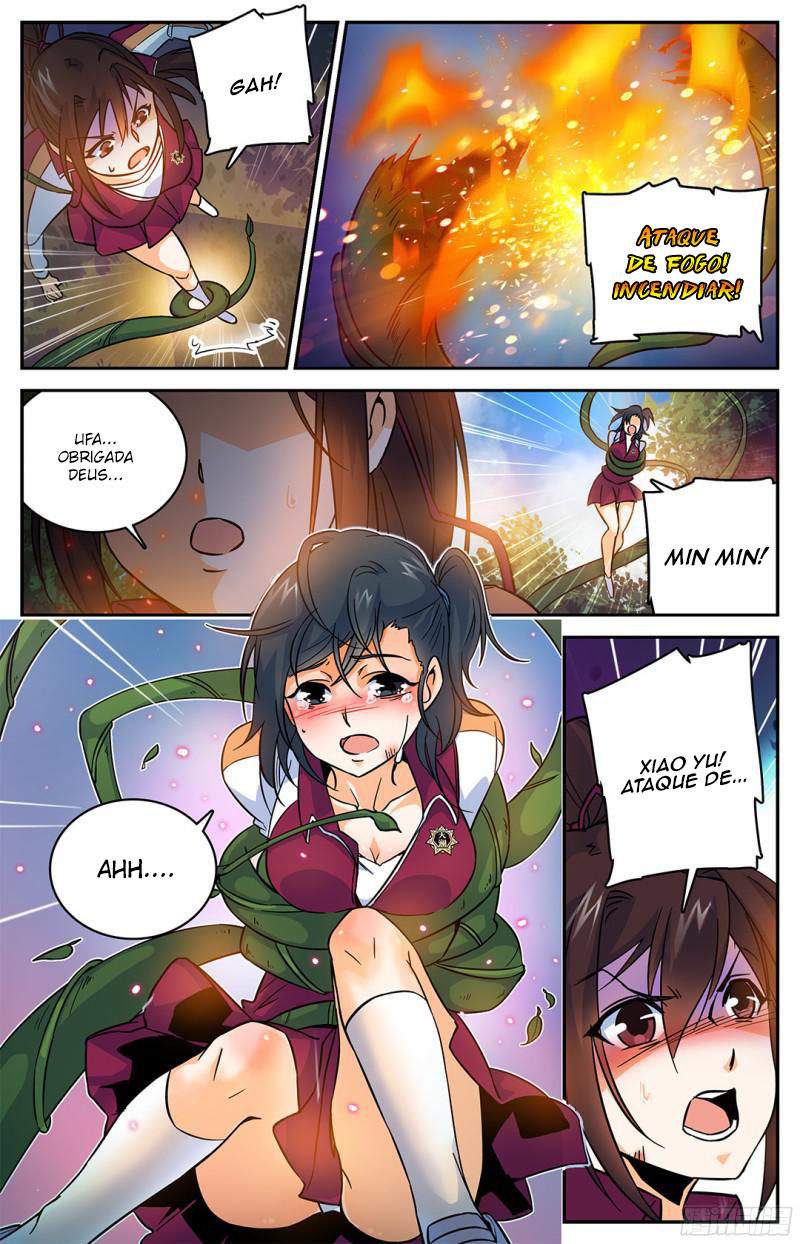 GAH!
ATAQUE
DE FOGO!
INCENDIAR!
UFA...
OBRIGADA
DEUS...
MIN MIN!
XIAO YU!
ATAQUE DE...
AHH....